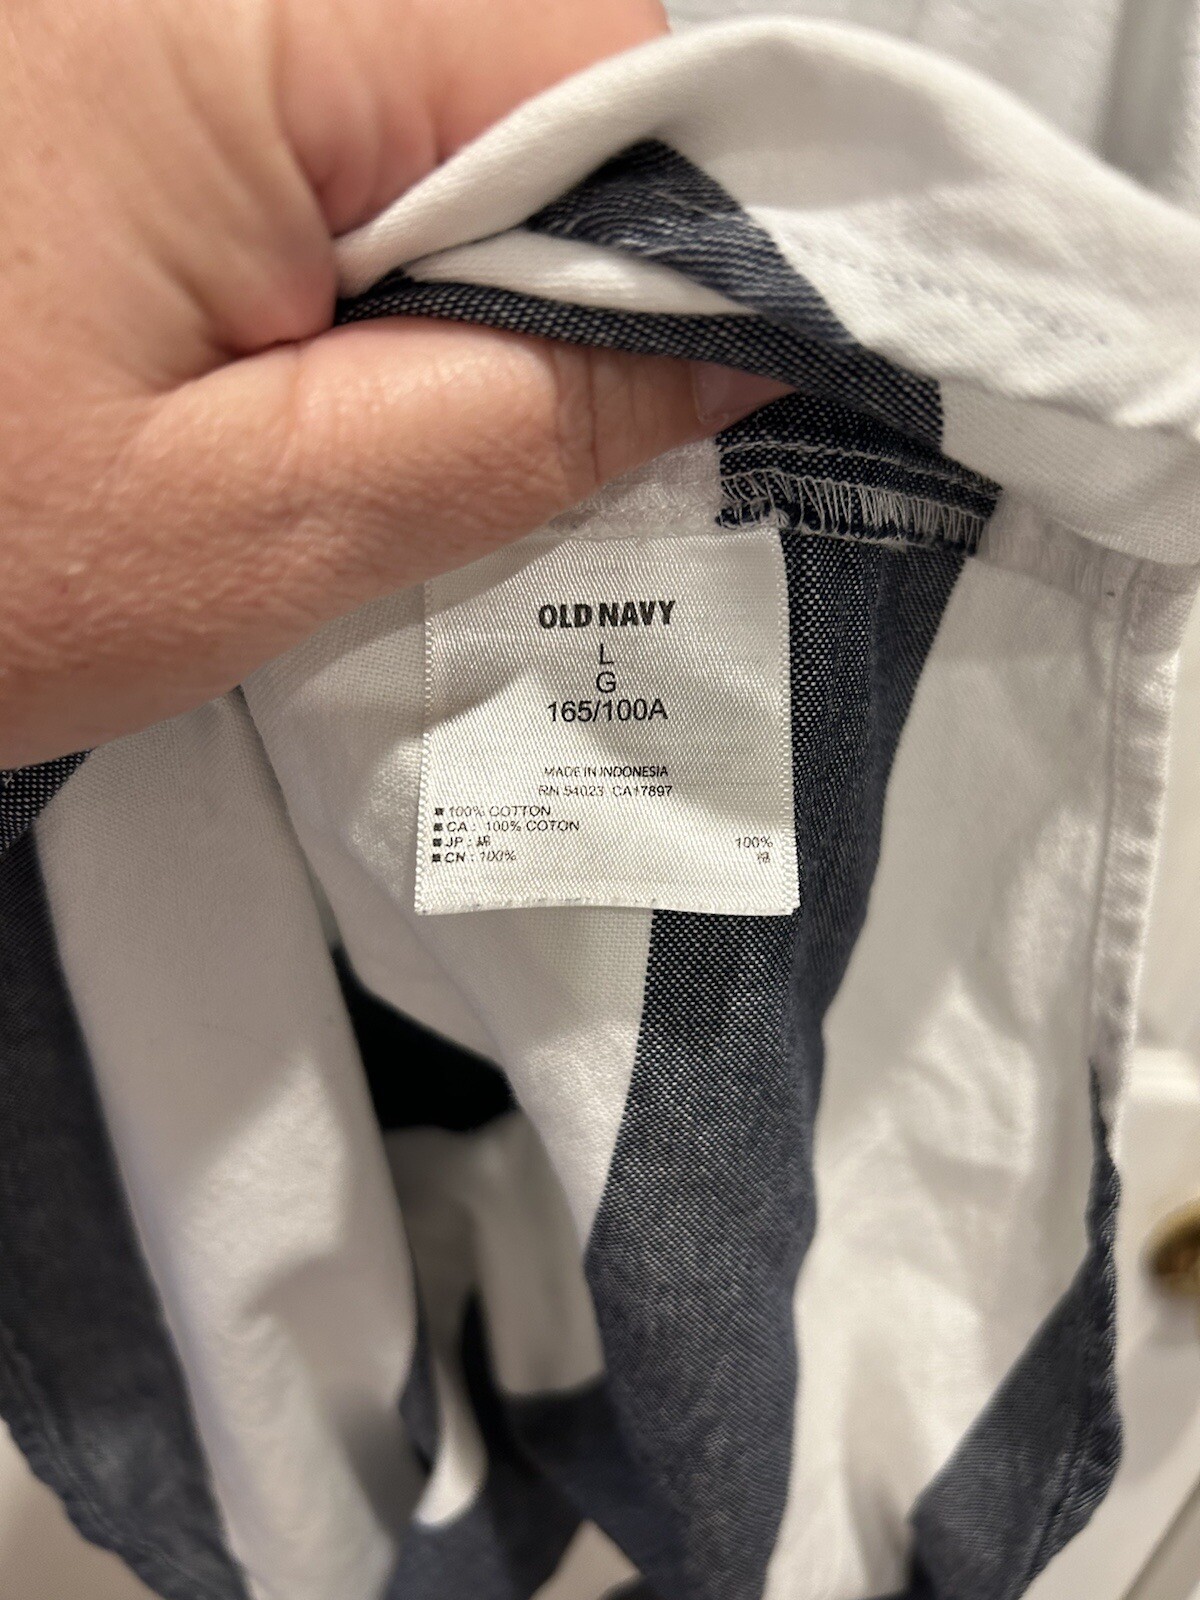 OLD NAVY
L
G
165/100A
MADE IN INDONESIA
RN 54023 CA17897
■ 100% COTTON
■ CA : 100% COTON
■ JP : 綿 100%
■ CN : 100% 棉